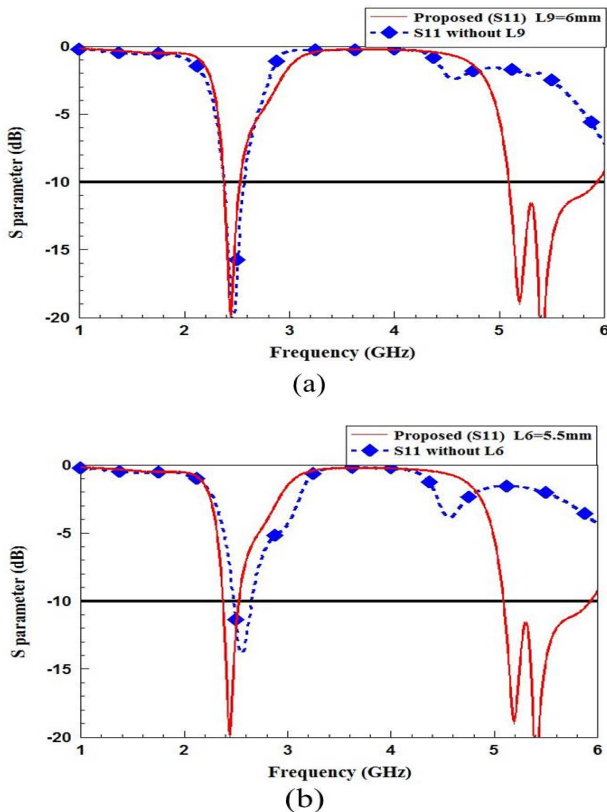 Proposed (S11) L9=6mm
S11 without L9
0
-5
-10
-15
-20
S parameter (dB)
1 2 3 4 5 6
Frequency (GHz)
(a)
Proposed (S11) L6=5.5mm
S11 without L6
0
-5
-10
-15
-20
S parameter (dB)
1 2 3 4 5 6
Frequency (GHz)
(b)